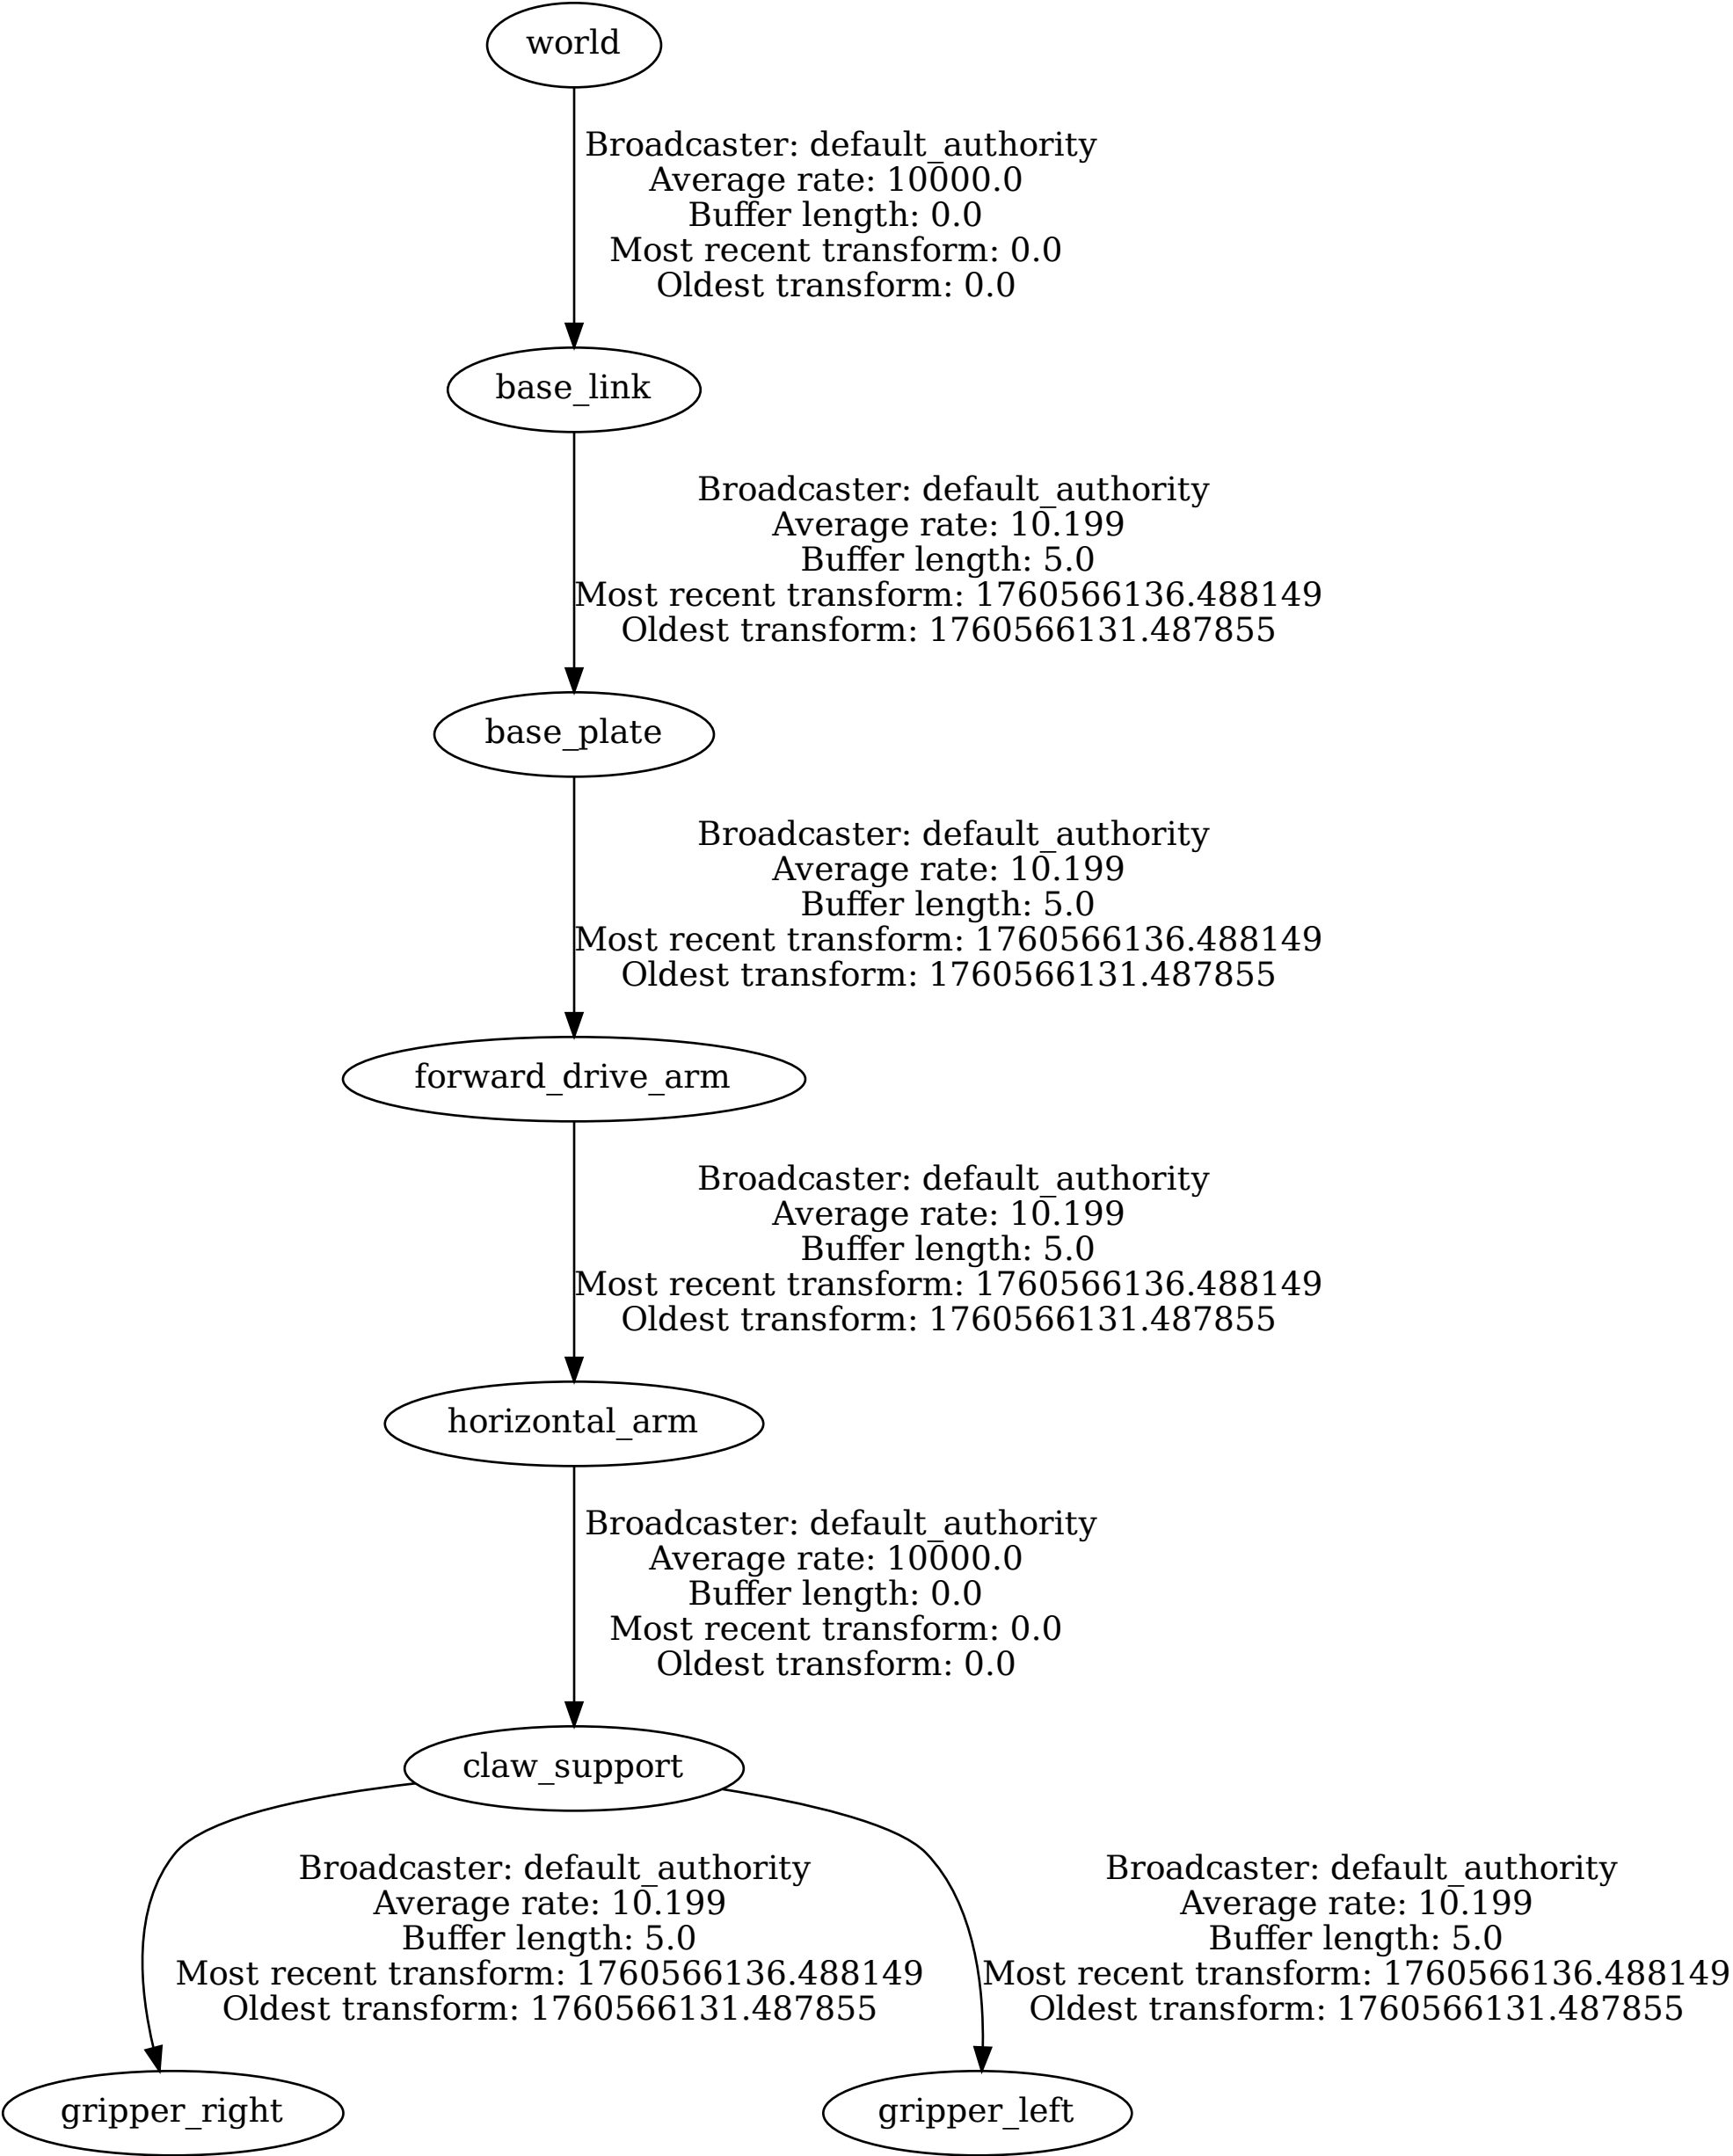 world
Broadcaster: default_authority
Average rate: 10000.0
Buffer length: 0.0
Most recent transform: 0.0
Oldest transform: 0.0
base_link
Broadcaster: default_authority
Average rate: 10.199
Buffer length: 5.0
Most recent transform: 1760566136.488149
Oldest transform: 1760566131.487855
base_plate
Broadcaster: default_authority
Average rate: 10.199
Buffer length: 5.0
Most recent transform: 1760566136.488149
Oldest transform: 1760566131.487855
forward_drive_arm
Broadcaster: default_authority
Average rate: 10.199
Buffer length: 5.0
Most recent transform: 1760566136.488149
Oldest transform: 1760566131.487855
horizontal_arm
Broadcaster: default_authority
Average rate: 10000.0
Buffer length: 0.0
Most recent transform: 0.0
Oldest transform: 0.0
claw_support
Broadcaster: default_authority
Average rate: 10.199
Buffer length: 5.0
Most recent transform: 1760566136.488149
Oldest transform: 1760566131.487855
Broadcaster: default_authority
Average rate: 10.199
Buffer length: 5.0
Most recent transform: 1760566136.488149
Oldest transform: 1760566131.487855
gripper_right
gripper_left